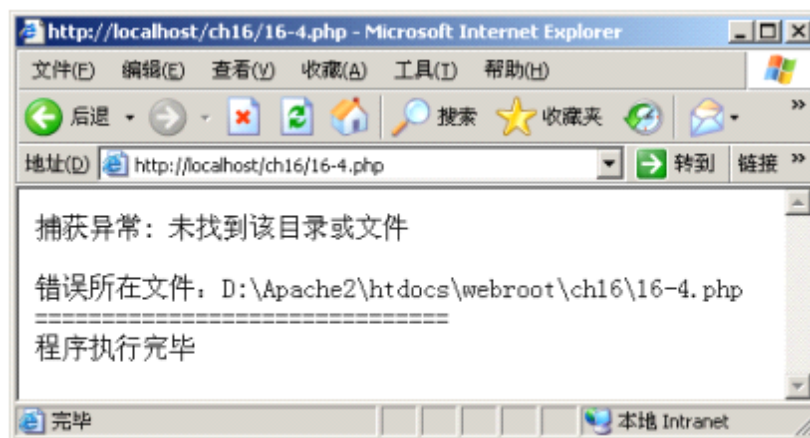 http://localhost/ch16/16-4.php - Microsoft Internet Explorer
文件(F) 编辑(E) 查看(V) 收藏(A) 工具(T) 帮助(H)
后退 搜索 收藏夹 »
地址(D) http://localhost/ch16/16-4.php 转到 链接 »
捕获异常: 未找到该目录或文件
错误所在文件: D:\Apache2\htdocs\webroot\ch16\16-4.php
===============================
程序执行完毕
完毕 本地 Intranet